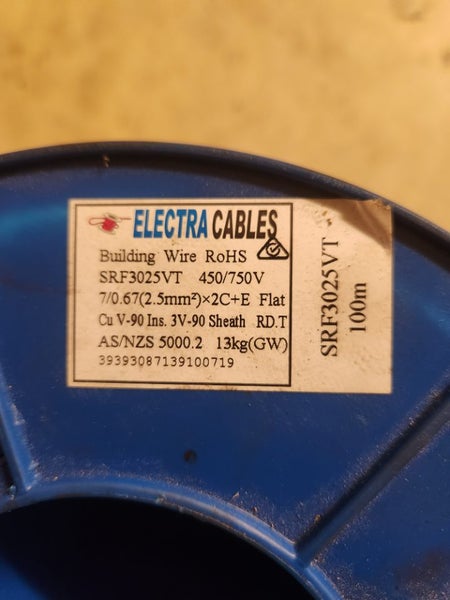 ELECTRA CABLES
Building Wire RoHS
SRF3025VT 450/750V
7/0.67(2.5mm²)×2C+E Flat
Cu V-90 Ins. 3V-90 Sheath RD.T
AS/NZS 5000.2 13kg(GW)
39393087139100719
SRF3025VT
100m